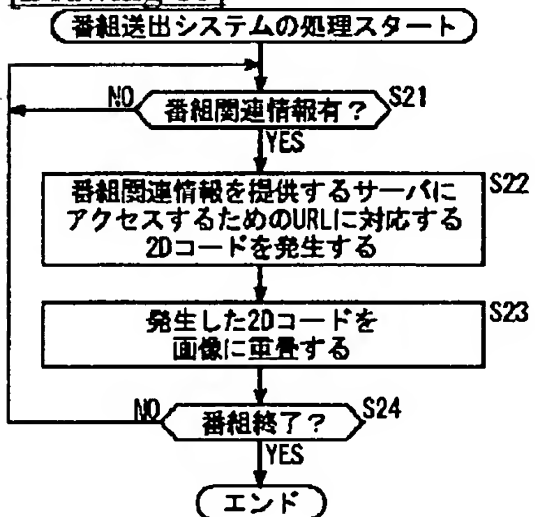 番組送出システムの処理スタート
NO
番組関連情報有?
S21
YES
番組関連情報を提供するサーバに
アクセスするためのURLに対応する
2Dコードを発生する
S22
発生した2Dコードを
画像に重畳する
S23
NO
番組終了?
S24
YES
エンド